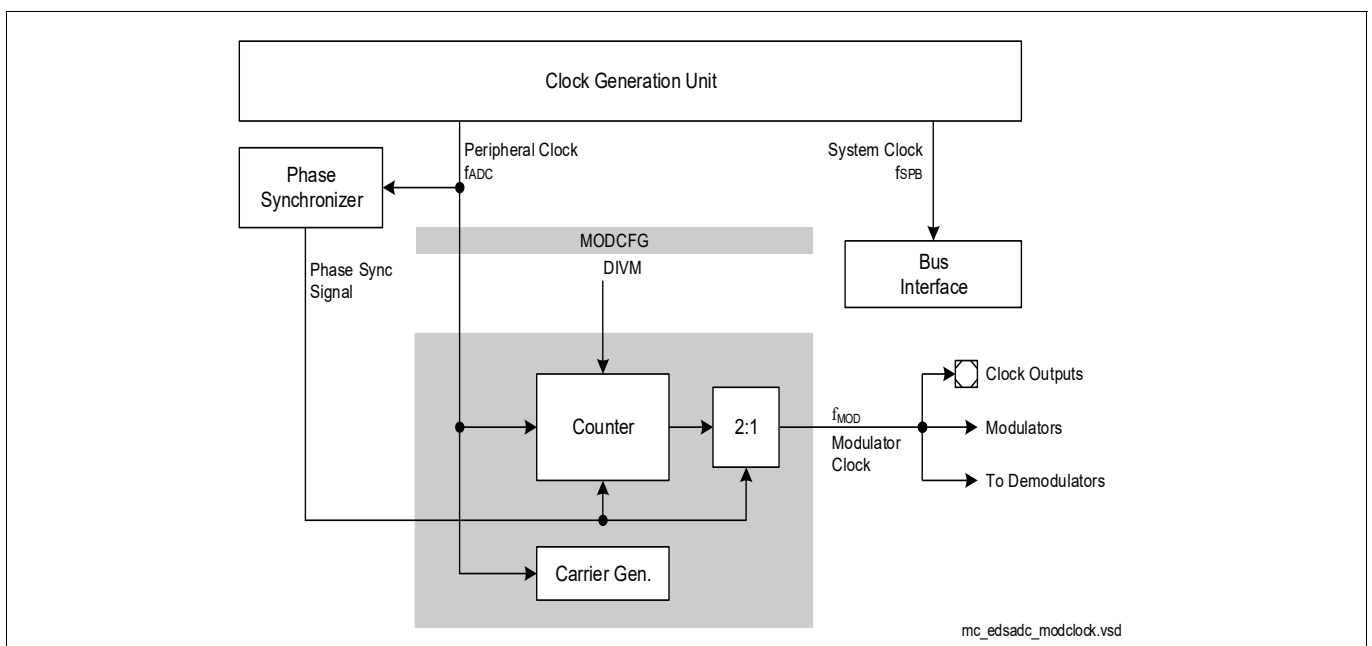 Clock Generation Unit
Peripheral Clock
fADC
System Clock
fSPB
Phase
Synchronizer
MODCFG
DIVM
Bus
Interface
Phase Sync
Signal
Counter
2:1
fMOD
Modulator
Clock
Clock Outputs
Modulators
To Demodulators
Carrier Gen.
mc_edsadc_modclock.vsd